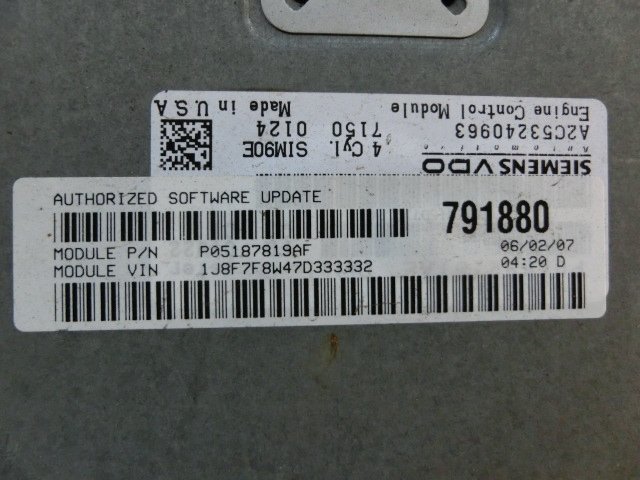 SIEMENS VDO
Automotive
A2C53240963
Engine Control Module
4 Cyl. SIM90E
7150 0124
Made in U.S.A
AUTHORIZED SOFTWARE UPDATE
791880
MODULE P/N P05187819AF
06/02/07
MODULE VIN 1J8F7F8W47D333332
04:20 D